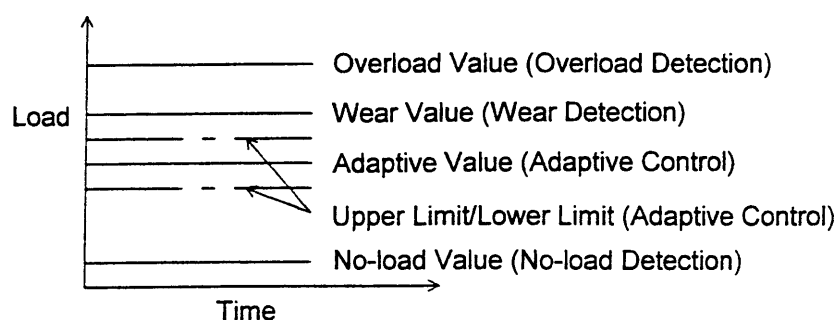 Overload Value (Overload Detection)
Load
Wear Value (Wear Detection)
Adaptive Value (Adaptive Control)
Upper Limit/Lower Limit (Adaptive Control)
No-load Value (No-load Detection)
Time